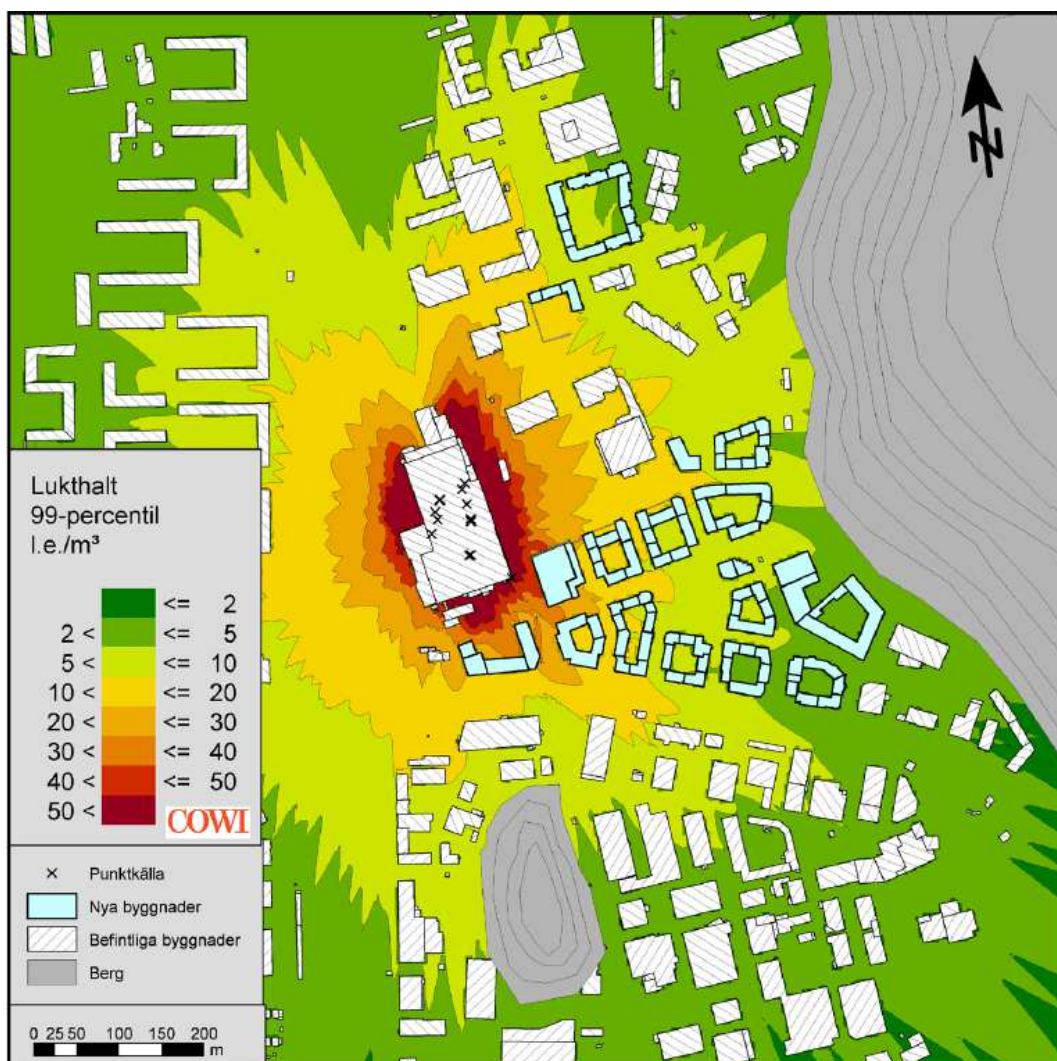 N
Lukthalt
99-percentil
l.e./m³
<= 2
2 < <= 5
5 < <= 10
10 < <= 20
20 < <= 30
30 < <= 40
40 < <= 50
50 <
COWI
× Punktkälla
Nya byggnader
Befintliga byggnader
Berg
0 25 50 100 150 200
m